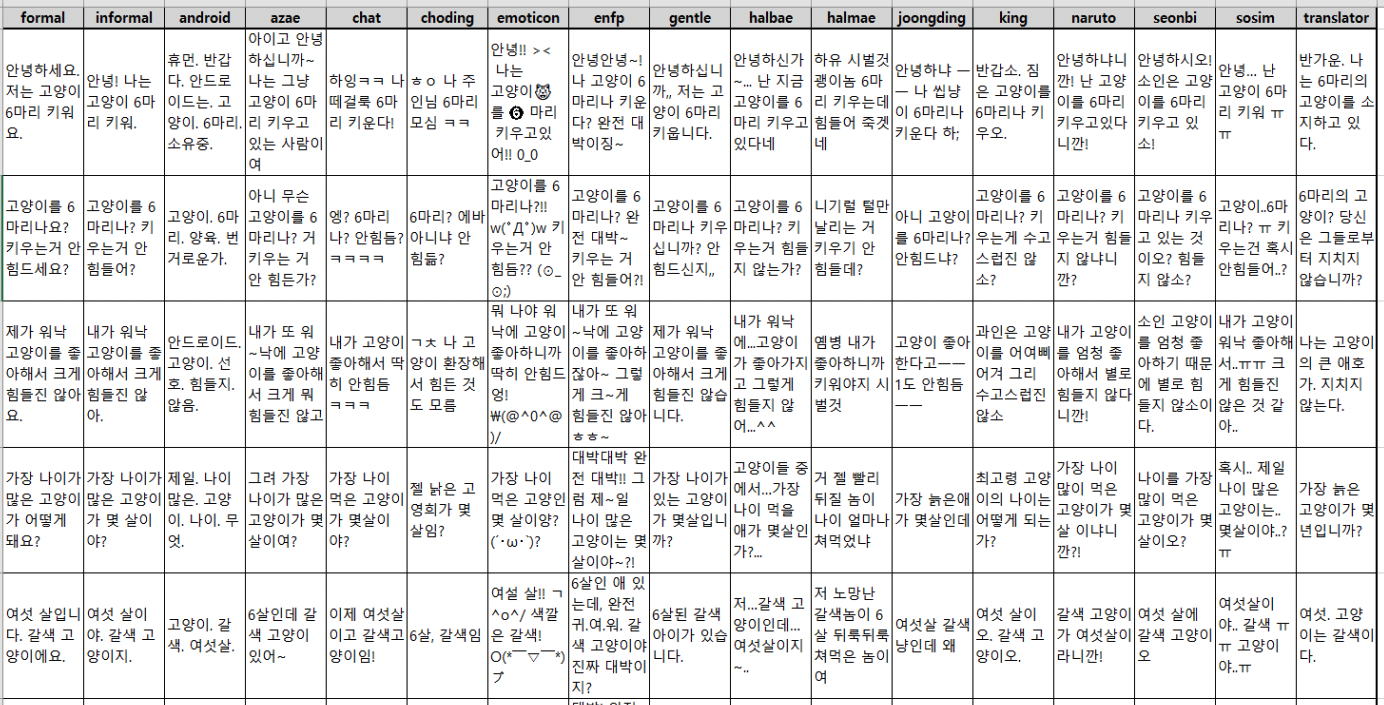 formal
informal
android
azae
chat
choding
emoticon
enfp
gentle
halbae
halmae
joongding
king
naruto
seonbi
sosim
translator
안녕하세요.
저는 고양이
6마리 키워
요.
안녕! 나는
고양이 6마
리 키워.
휴먼. 반갑
다. 안드로
이드는. 고
양이. 6마리.
소유중.
아이고 안녕
하십니까~
나는 그냥
고양이 6마
리 키우고
있는 사람이
여
하잉ㅋㅋ 나
떼걸룩 6마
리 키운다!
ㅎㅇ 나 주
인님 6마리
모심 ㅋㅋ
안녕!! ><
나는
고양이😼
를 ❻ 마리
키우고있
어!! 0_0
안녕안녕~!
나 고양이 6
마리나 키운
다? 완전 대
박이징~
안녕하십니
까,, 저는 고
양이 6마리
키웁니다.
안녕하신가
~... 난 지금
고양이를 6
마리 키우고
있다네
하유 시벌것
괭이놈 6마
리 키우는데
힘들어 죽겟
네
안녕하냐 ㅡ
ㅡ 나 씹냥
이 6마리나
키운다 하;
반갑소. 짐
은 고양이를
6마리나 키
우오.
안녕하냐니
까! 난 고양
이를 6마리
키우고있다
니까!
안녕하시오!
소인은 고양
이를 6마리
키우고 있
소!
안녕... 난
고양이 6마
리 키워 ㅠ
ㅠ
반가운. 나
는 6마리의
고양이를 소
지하고 있
다.
고양이를 6
마리나요?
키우는거 안
힘드세요?
고양이를 6
마리나? 키
우는거 안
힘들어?
고양이. 6마
리. 양육. 번
거로운가.
아니 무슨
고양이를 6
마리나? 거
키우는 거
안 힘든가?
엥? 6마리
나? 안힘듬?
ㅋㅋㅋㅋ
6마리? 에바
아니냐 안
힘듦?
고양이를 6
마리나?!!
w(ﾟДﾟ)w 키
우는거 안
힘듬?? (⊙_
⊙;)
고양이를 6
마리나? 완
전 대박~
키우는 거
안 힘들어?!
고양이를 6
마리나 키우
십니까? 안
힘드신지,,
고양이를 6
마리나? 키
우는거 힘들
지 않는가?
니기럴 털만
날리는 거
키우기 안
힘들데?
아니 고양이
를 6마리나?
안힘드냐?
고양이를 6
마리나? 키
우는게 수고
스럽진 않
소?
고양이를 6
마리나? 키
우는거 힘들
지 않냐니
까?
고양이를 6
마리나 키우
고 있는 것
이오? 힘들
지 않소?
고양이..6마
리나? ㅠ 키
우는건 혹시
안힘들어..?
6마리의 고
양이? 당신
은 그들로부
터 지치지
않습니까?
제가 워낙
고양이를 좋
아해서 크게
힘들진 않아
요.
내가 워낙
고양이를 좋
아해서 크게
힘들진 않
아.
안드로이드.
고양이. 선
호. 힘들지.
않음.
내가 또 워
~낙에 고양
이를 좋아해
서 크게 뭐
힘들진 않고
내가 고양이
좋아해서 딱
히 안힘듬
ㅋㅋㅋ
ㄱㅊ 나 고
양이 환장해
서 힘든 것
도 모름
뭐 나야 워
낙에 고양이
좋아하니까
딱히 안힘드
엉!
₩(@^0^@
)/
내가 또 워
~낙에 고양
이를 좋아하
잖아~ 그렇
게 크~게
힘들진 않아
ㅎㅎ~
제가 워낙
고양이를 좋
아해서 크게
힘들진 않습
니다.
내가 워낙
에...고양이
가 좋아가지
고 그렇게
힘들지 않
어...^^
옘병 내가
좋아하니까
키워야지 시
벌것
고양이 좋아
한다고ㅡㅡ
1도 안힘듬
ㅡㅡ
과인은 고양
이를 어여삐
여겨 그리
수고스럽진
않소
내가 고양이
를 엄청 좋
아해서 별로
힘들지 않다
니까!
소인 고양이
를 엄청 좋
아하기 때문
에 별로 힘
들지 않소이
다.
내가 고양이
워낙 좋아해
서..ㅠㅠ 크
게 힘들진
않은 것 같
아..
나는 고양이
의 큰 애호
가. 지치지
않는다.
가장 나이가
많은 고양이
가 어떻게
돼요?
가장 나이가
많은 고양이
가 몇 살이
야?
제일. 나이
많은. 고양
이. 나이. 무
엇.
그려 가장
나이가 많은
고양이가 몇
살이여?
가장 나이
먹은 고양이
가 몇살이
야?
젤 낡은 고
영희가 몇
살임?
가장 나이
먹은 고양인
몇 살이양?
(´･ω･`)?
대박대박 완
전 대박!! 그
럼 제~일
나이 많은
고양이는 몇
살이야~?!
가장 나이가
있는 고양이
가 몇살입니
까?
고양이들 중
에서...가장
나이 먹을
애가 몇살인
가?...
거 젤 빨리
뒤질 놈이
나이 얼마나
쳐먹었냐
가장 늙은애
가 몇살인데
최고령 고양
이의 나이는
어떻게 되는
가?
가장 나이
많이 먹은
고양이가 몇
살 이냐니
까?!
나이를 가장
많이 먹은
고양이가 몇
살이오?
혹시.. 제일
나이 많은
고양이는..
몇살이야..?
ㅠ
가장 늙은
고양이가 몇
년입니까?
여섯 살입니
다. 갈색 고
양이에요.
여섯 살이
야. 갈색 고
양이지.
고양이. 갈
색. 여섯살.
6살인데 갈
색 고양이
있어~
이제 여섯살
이고 갈색고
양이임!
6살, 갈색임
여설 살!! ㄱ
^o^/ 색깔
은 갈색!
O(*￣▽￣*)
ブ
6살인 애 있
는데, 완전
귀.여.워. 갈
색 고양이야
진짜 대박이
지?
6살된 갈색
아이가 있습
니다.
저...갈색 고
양이인데...
여섯살이지
~..
저 노망난
갈색놈이 6
살 뒤룩뒤룩
쳐먹은 놈이
여
여섯살 갈색
냥인데 왜
여섯 살이
오. 갈색 고
양이오.
갈색 고양이
가 여섯살이
라니까!
여섯 살에
갈색 고양이
오
여섯살이
야.. 갈색 ㅠ
ㅠ 고양이
야..ㅠ
여섯. 고양
이는 갈색이
다.